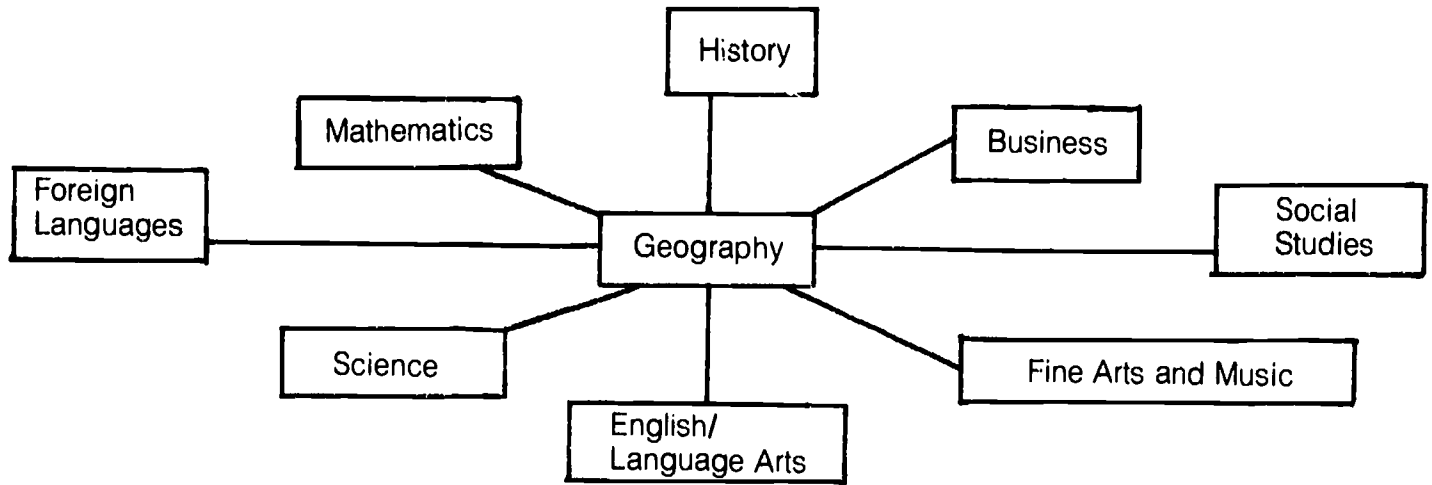 History
Mathematics
Business
Foreign
Languages
Social
Studies
Geography
Science
Fine Arts and Music
English/
Language Arts